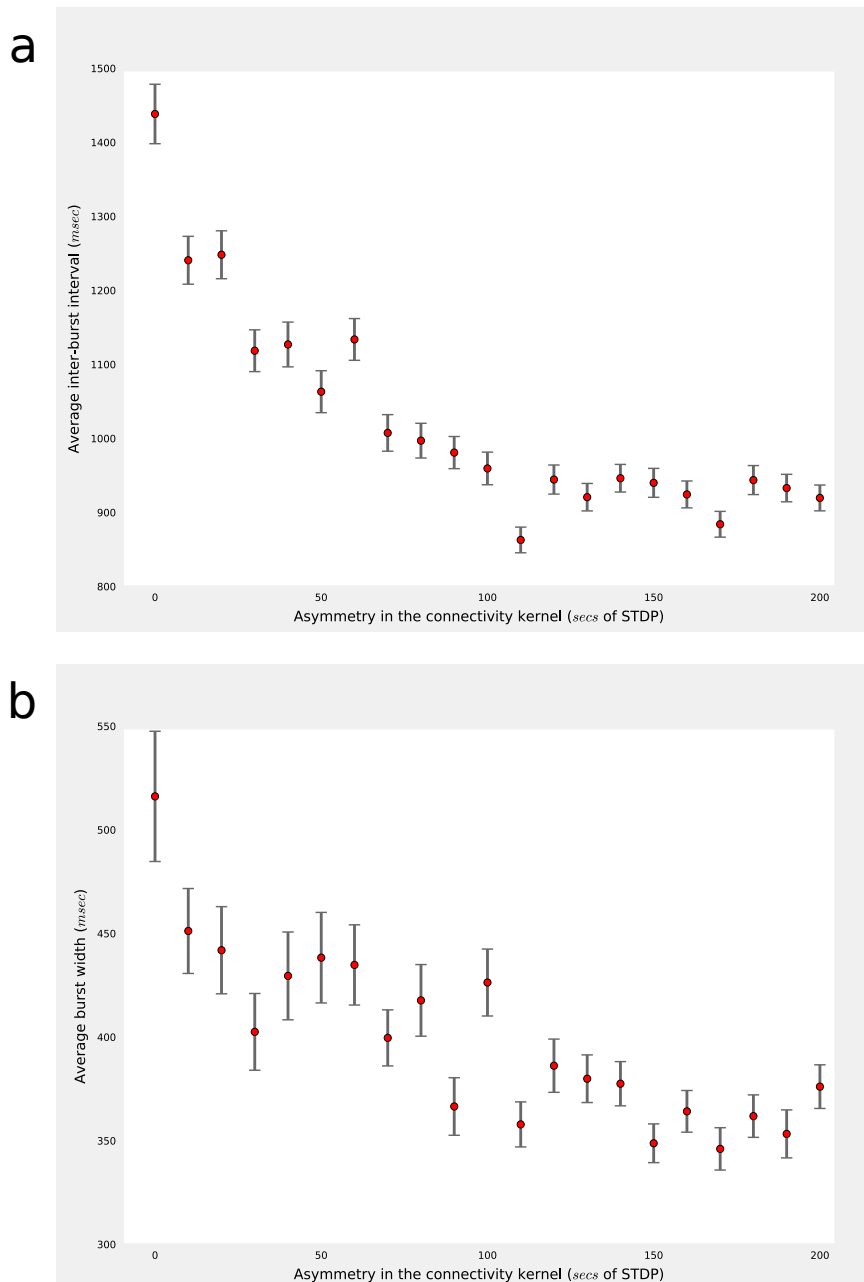 a
1500
1400
1300
1200
1100
1000
900
800
Average inter-burst interval (msec)
0 50 100 150 200
Asymmetry in the connectivity kernel (secs of STDP)
b
550
500
450
400
350
300
Average burst width (msec)
0 50 100 150 200
Asymmetry in the connectivity kernel (secs of STDP)